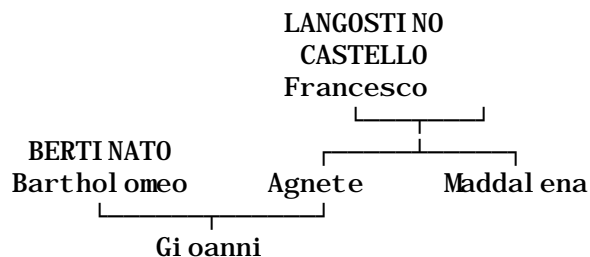 LANGOSTINO
CASTELLO
Francesco
BERTINATO
Bartholomeo Agnete Maddalena
Gioanni